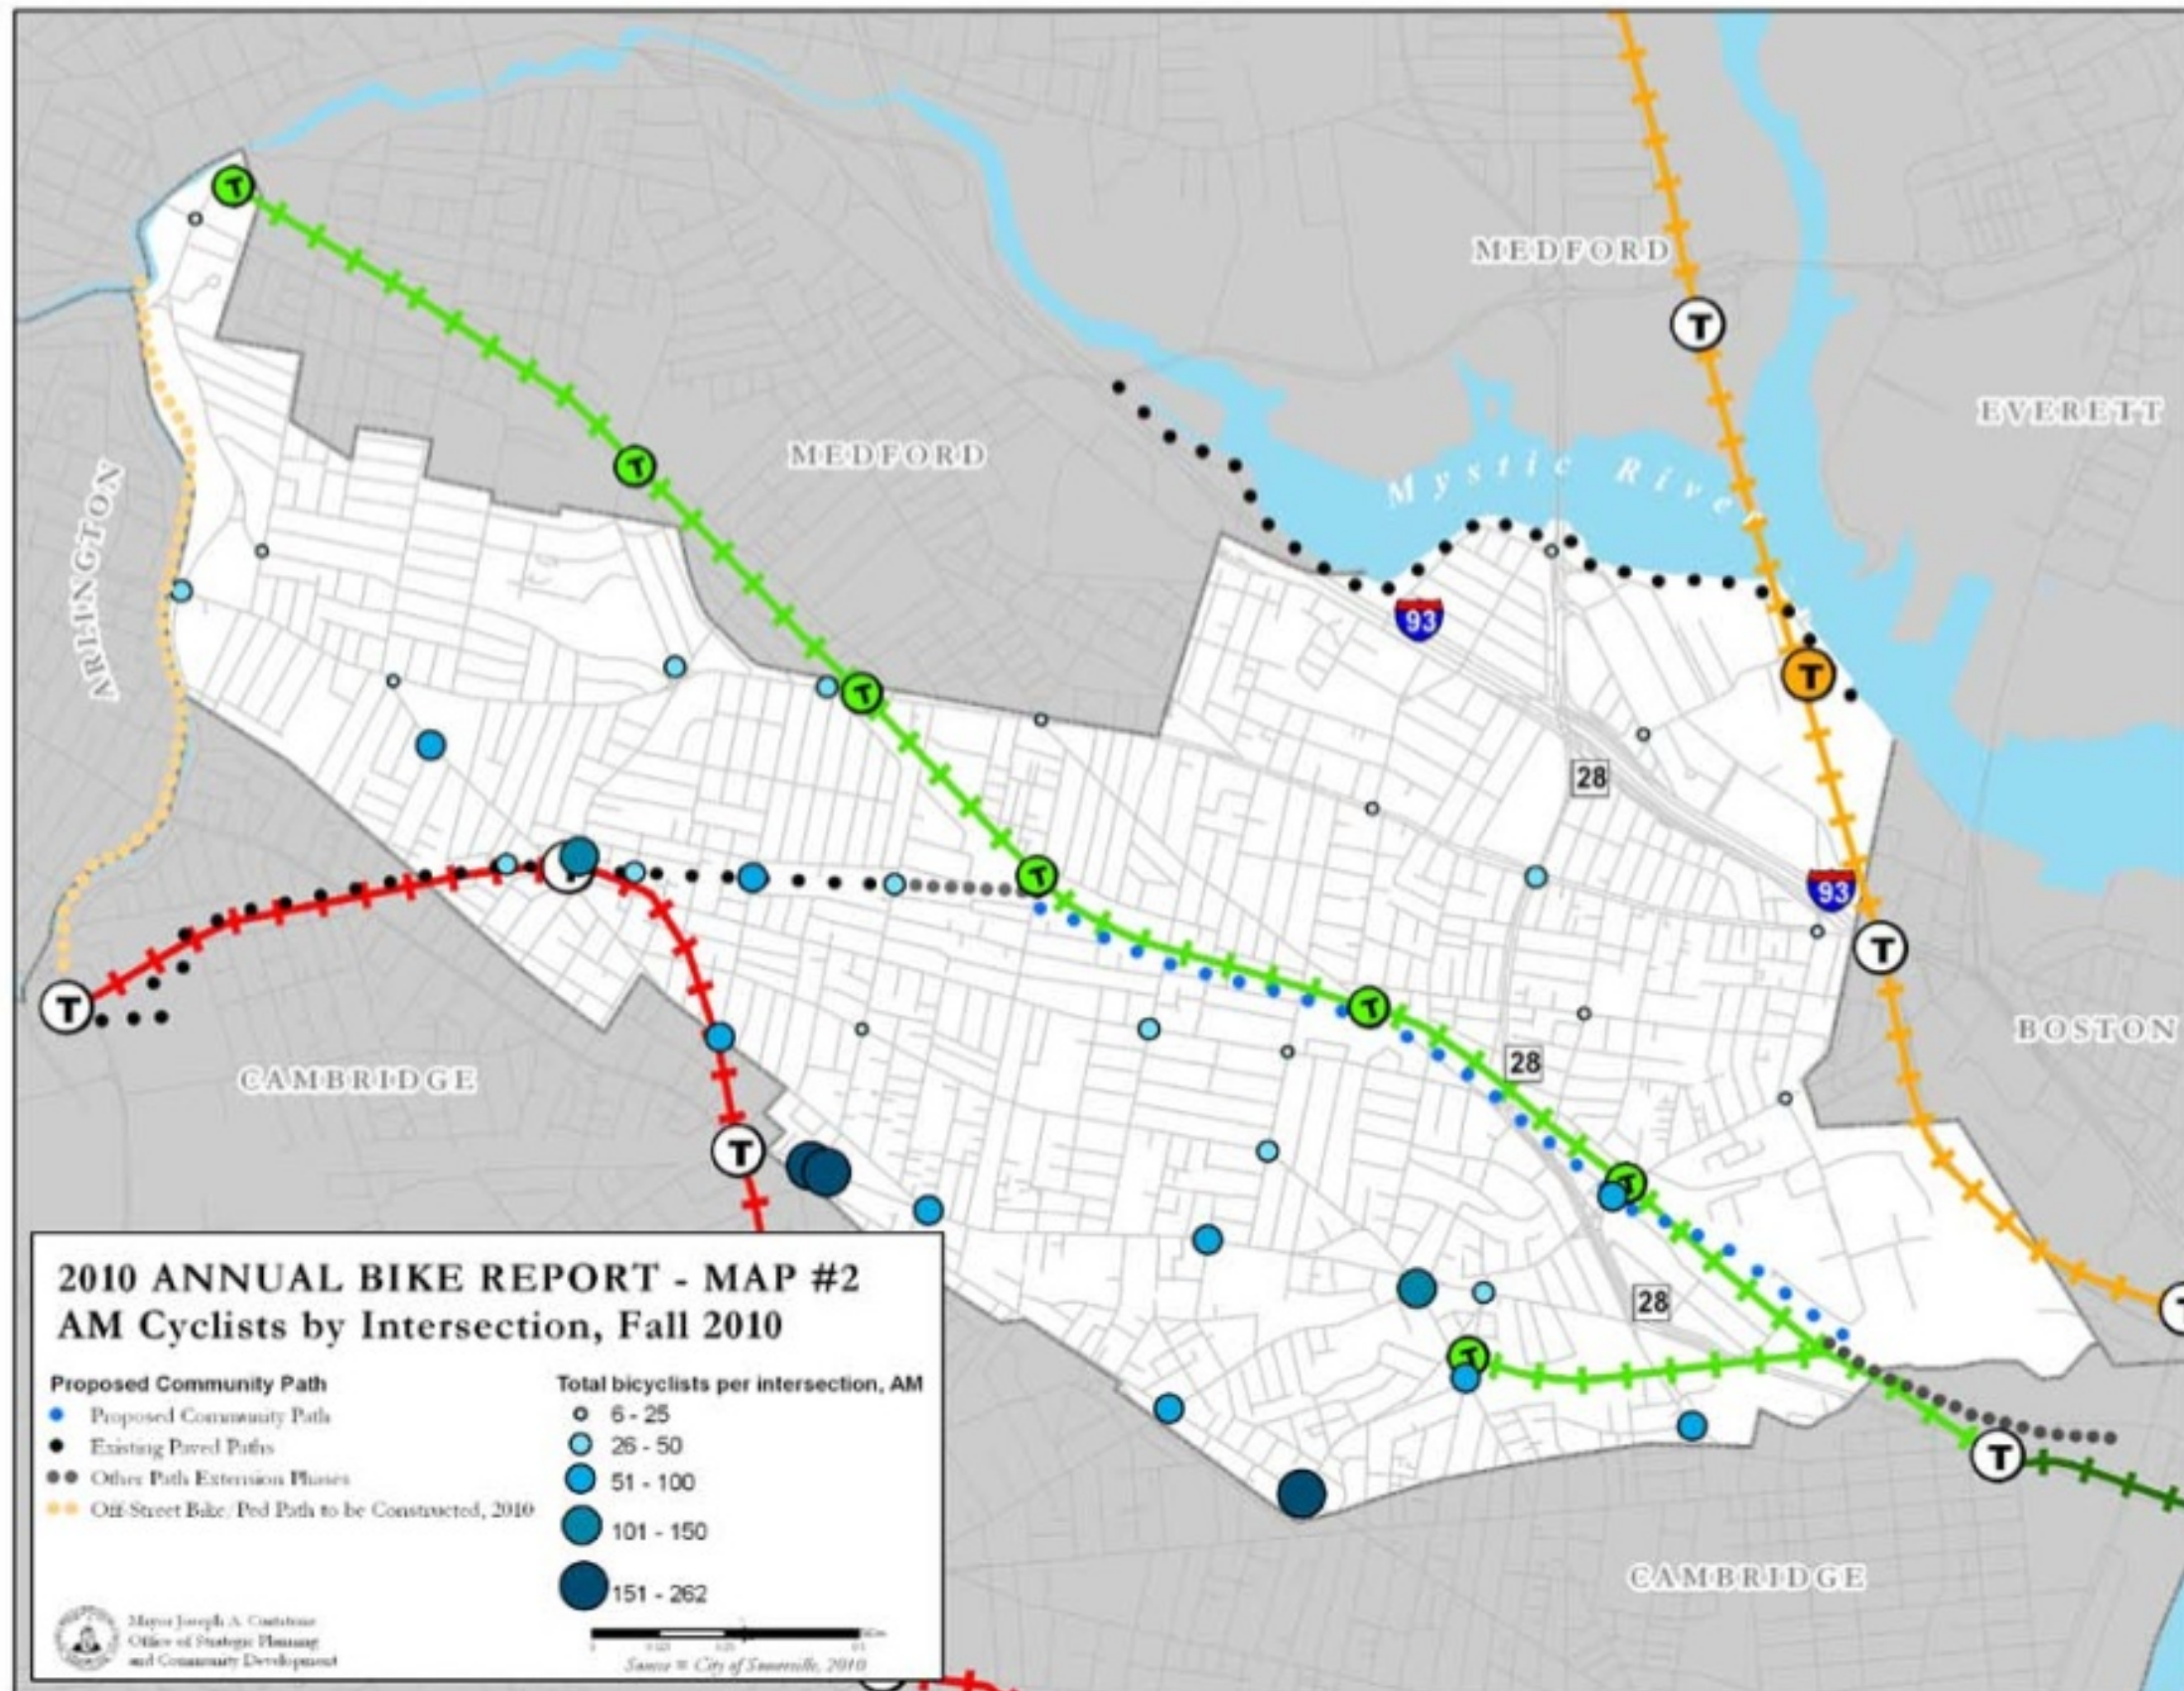 MEDFORD
EVERETT
MEDFORD
Mystic River
ARLINGTON
93
28
93
BOSTON
28
CAMBRIDGE
28
CAMBRIDGE
T
T
T
T
T
T
T
T
T
T
T
T
T
2010 ANNUAL BIKE REPORT - MAP #2
AM Cyclists by Intersection, Fall 2010
Proposed Community Path
Proposed Community Path
Existing Paved Paths
Other Path Extension Phases
Off-Street Bike/Ped Path to be Constructed, 2010
Total bicyclists per intersection, AM
6 - 25
26 - 50
51 - 100
101 - 150
151 - 262
Mayor Joseph A. Curtatone
Office of Strategic Planning
and Community Development
Source = City of Somerville, 2010